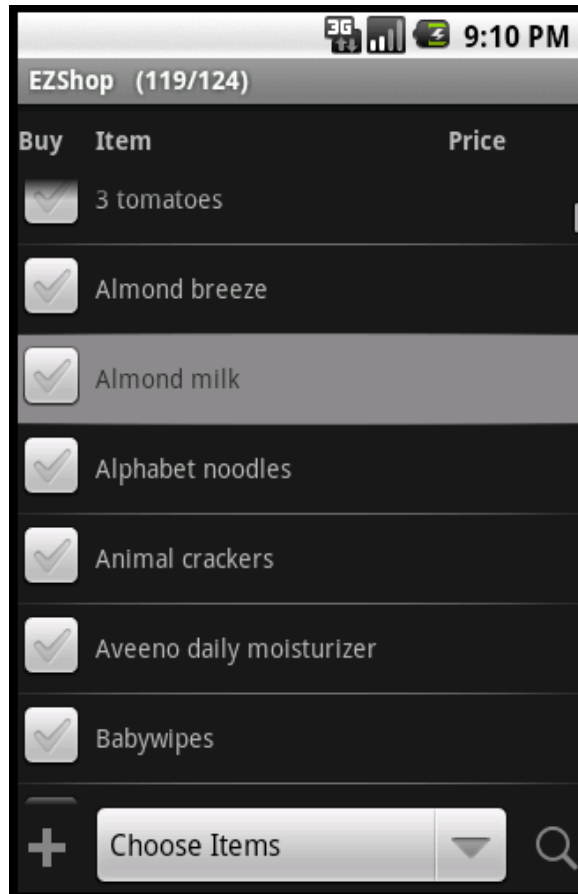 3G 9:10 PM
EZShop (119/124)
Buy Item Price
3 tomatoes
Almond breeze
Almond milk
Alphabet noodles
Animal crackers
Aveeno daily moisturizer
Babywipes
Choose Items